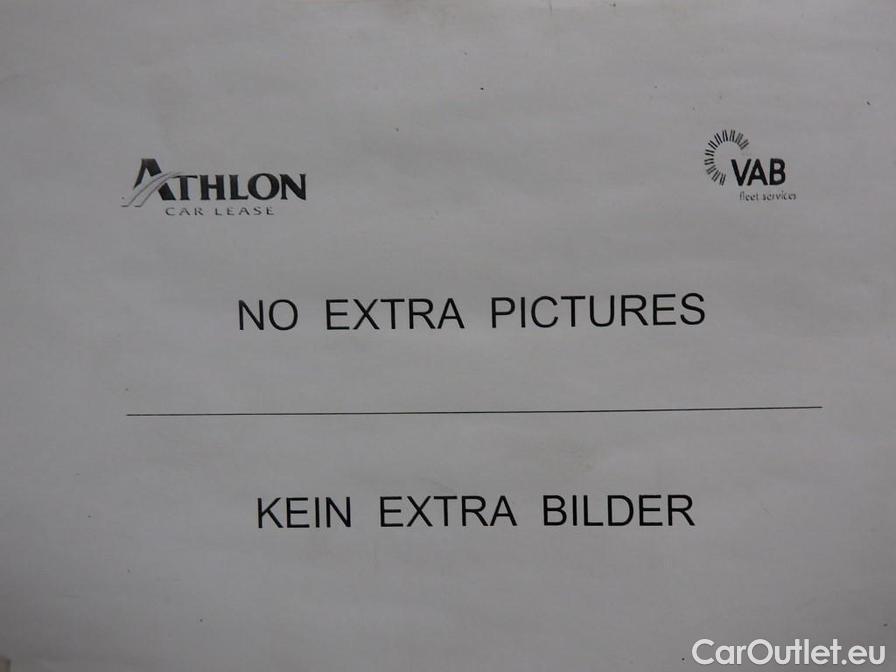 ATHLON
CAR LEASE
VAB
fleet services
NO EXTRA PICTURES
KEIN EXTRA BILDER
CarOutlet.eu